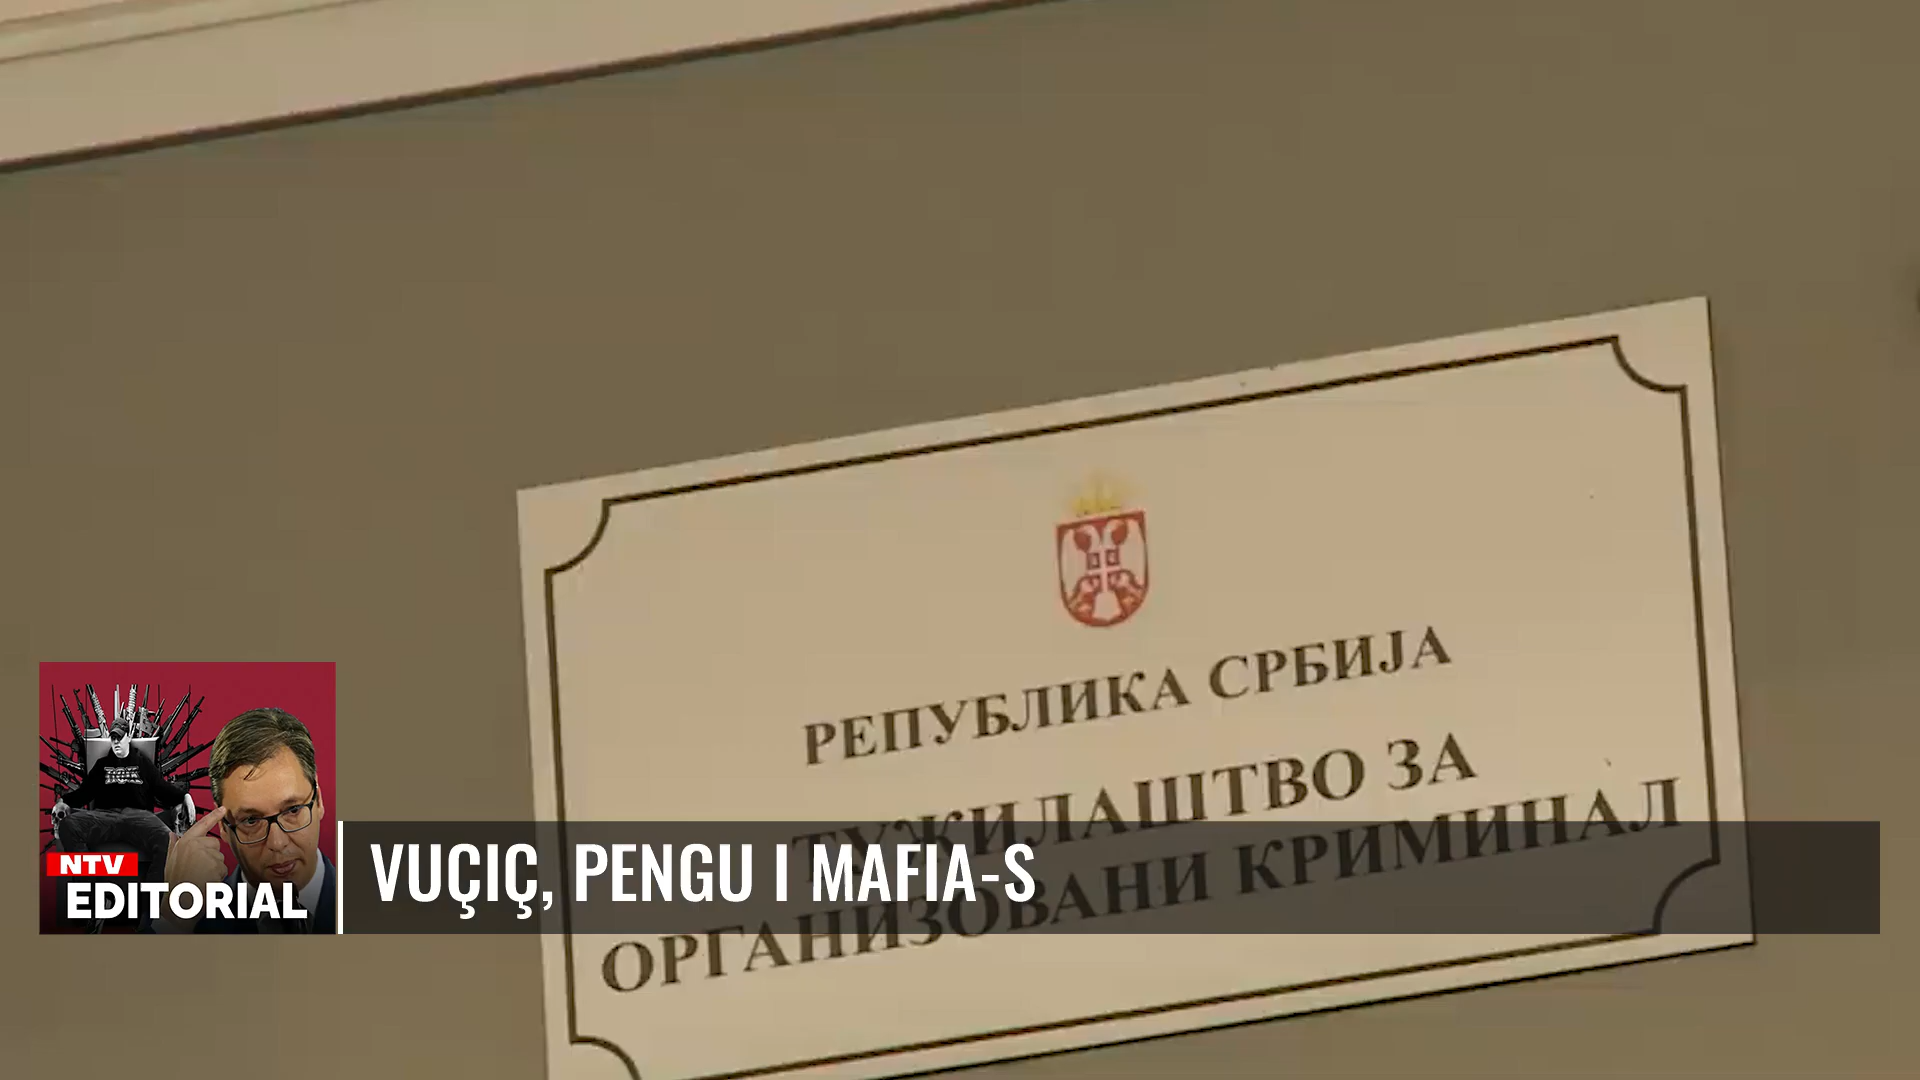 РЕПУБЛИКА СРБИЈА
ТУЖИЛАШТВО ЗА
ОРГАНИЗОВАНИ КРИМИНАЛ
NTV
EDITORIAL
VUÇIÇ, PENGU I MAFIA-S